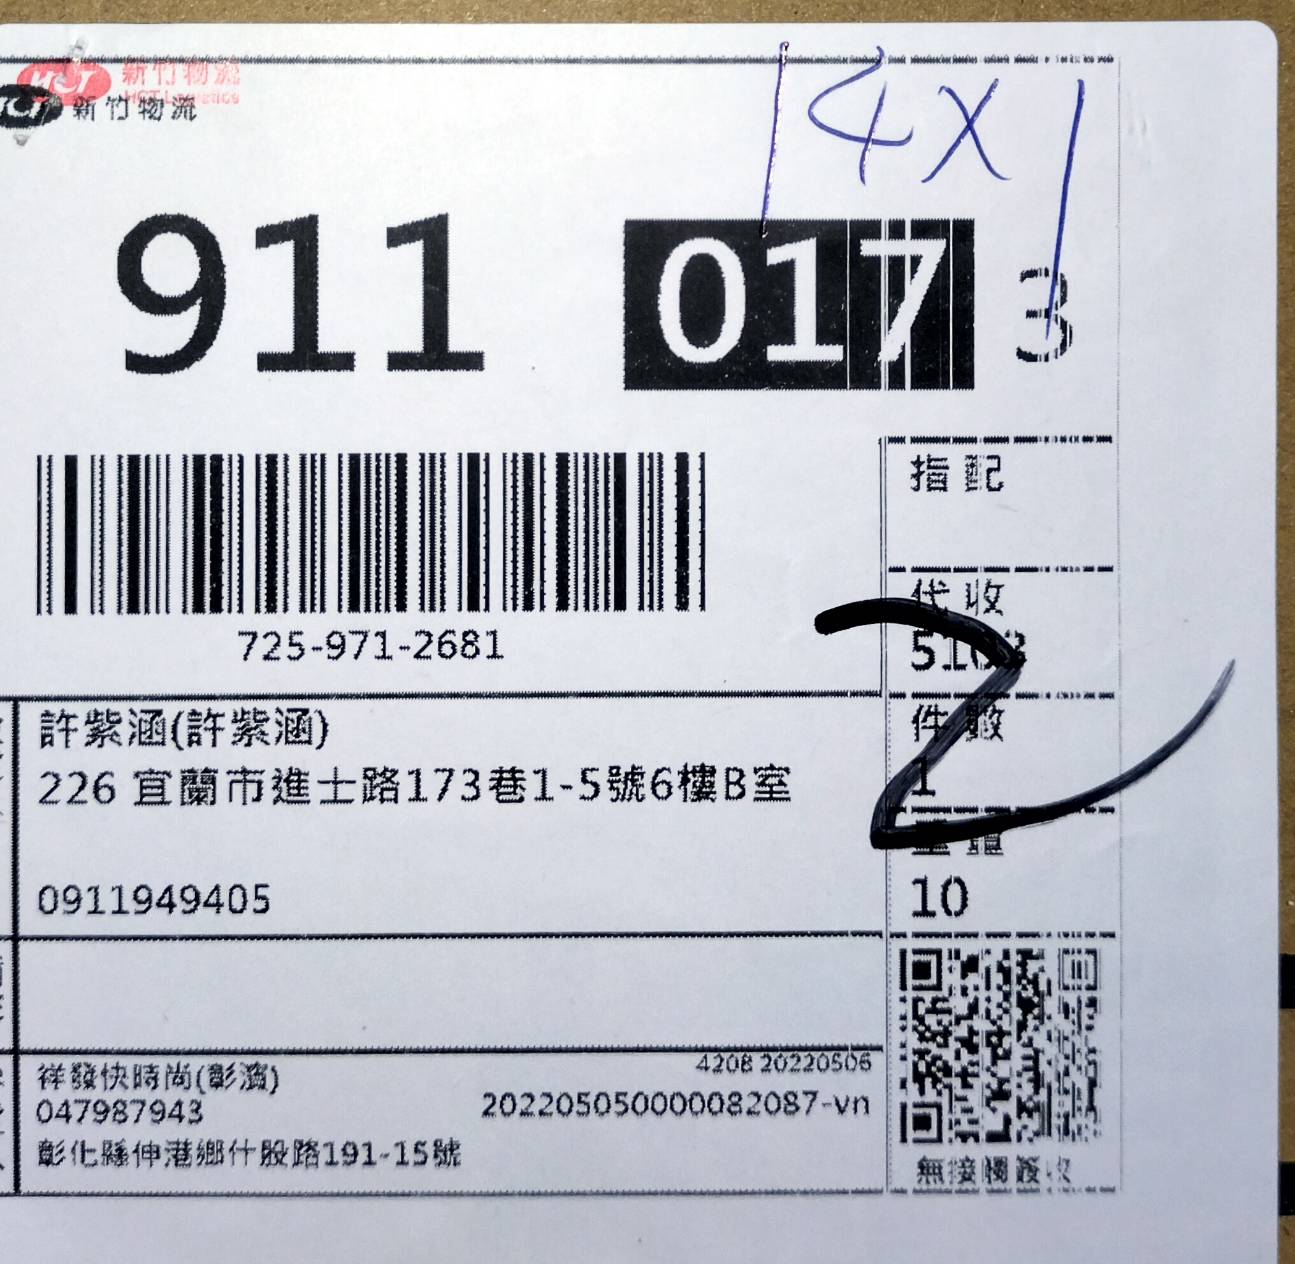 HCT 新竹物流
HCT Logistics
HCT 新竹物流
14X1
911 017 3
指配
725-971-2681
代收
件數
1
2
許紫涵(許紫涵)
226 宜蘭市進士路173巷1-5號6樓B室
重量
0911949405
10
4208 20220506
祥發快時尚(彰濱)
047987943
202205050000082087-vn
彰化縣伸港鄉什股路191-15號
無接觸簽收